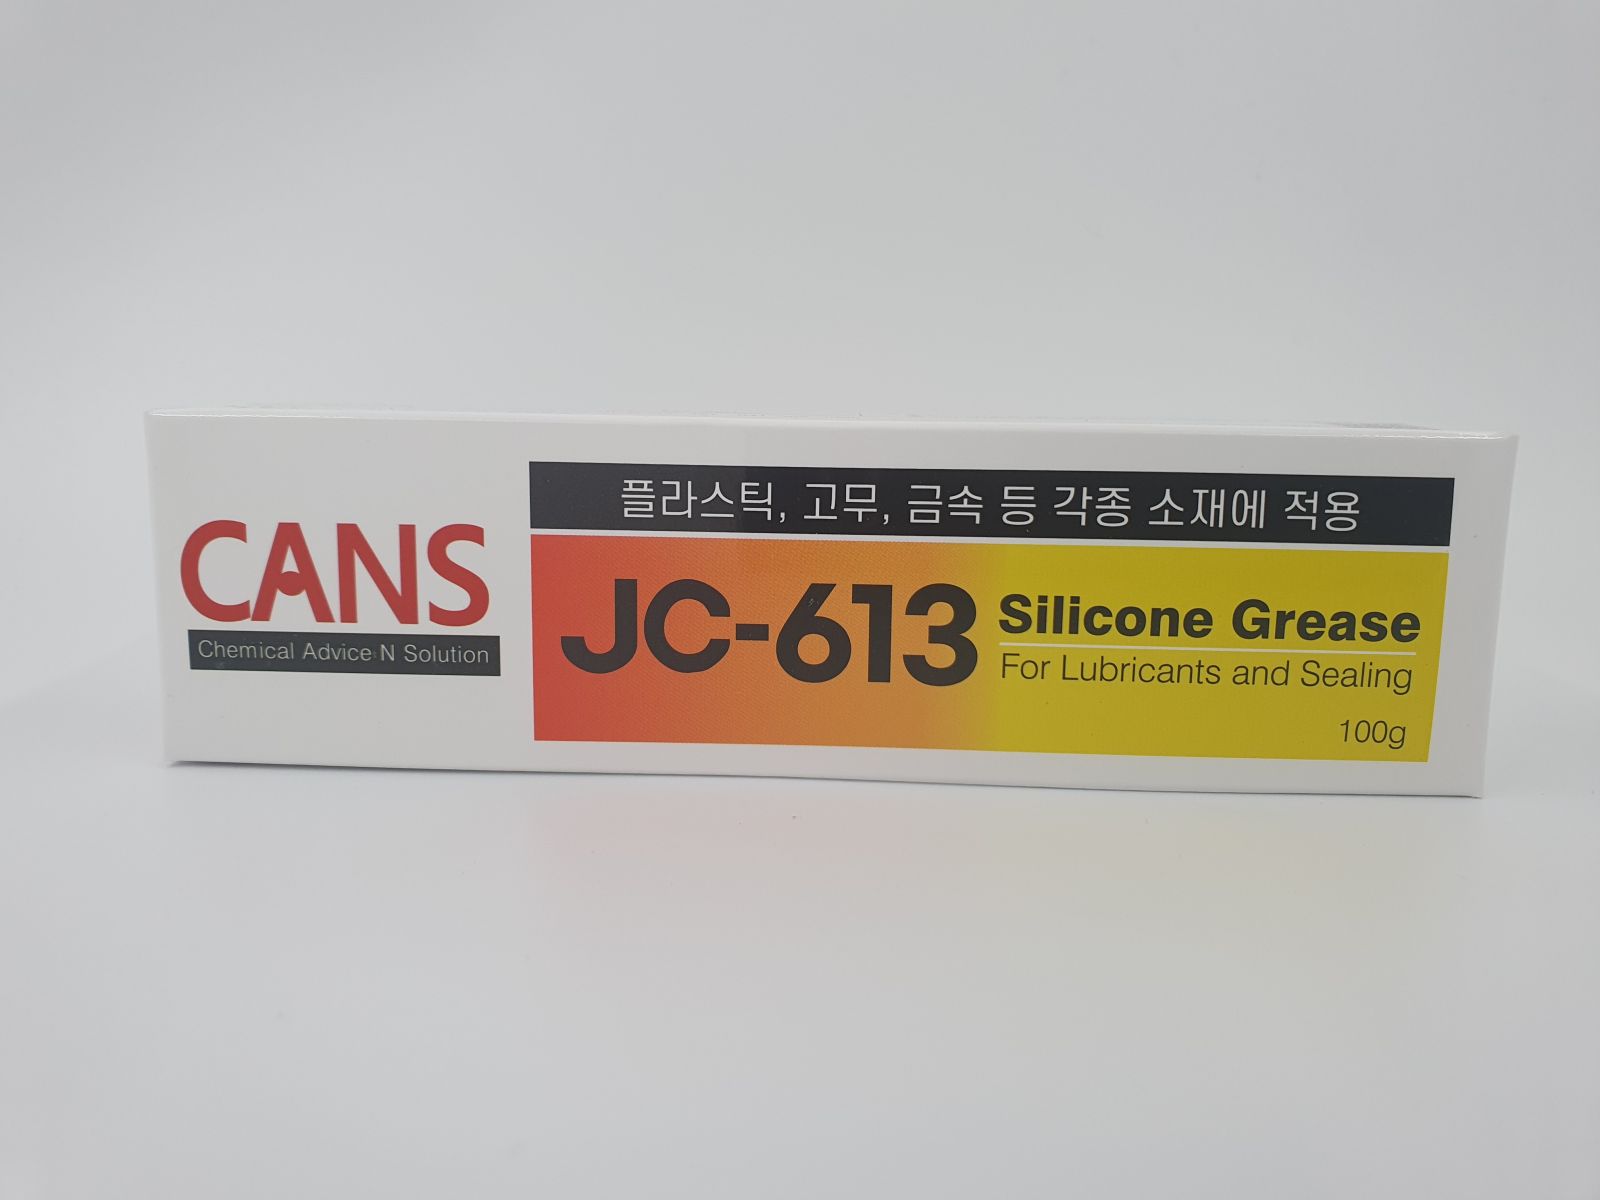 CANS
Chemical Advice N Solution
플라스틱, 고무, 금속 등 각종 소재에 적용
JC-613
Silicone Grease
For Lubricants and Sealing
100g